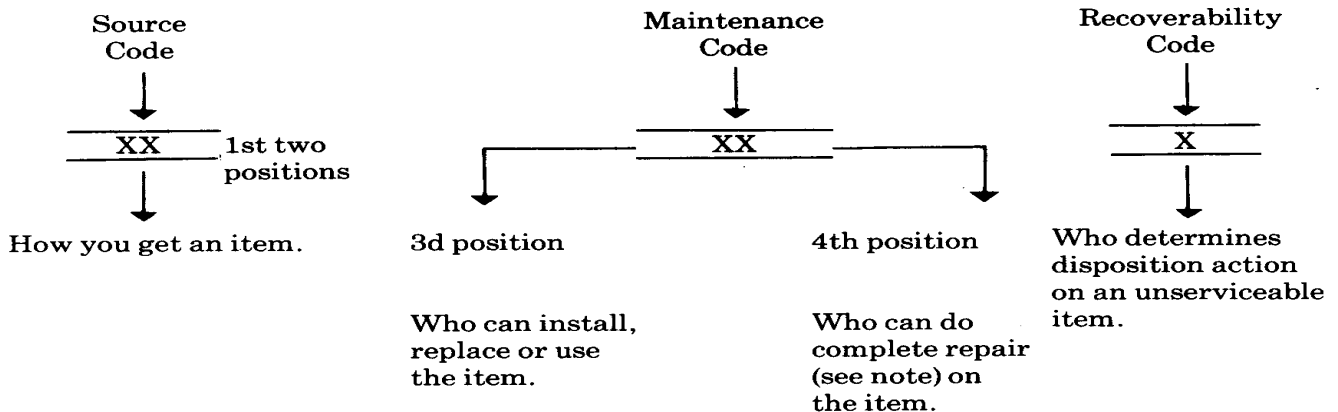 Source
Code
XX
1st two
positions
How you get an item.
Maintenance
Code
XX
3d position
Who can install,
replace or use
the item.
4th position
Who can do
complete repair
(see note) on
the item.
Recoverability
Code
X
Who determines
disposition action
on an unserviceable
item.